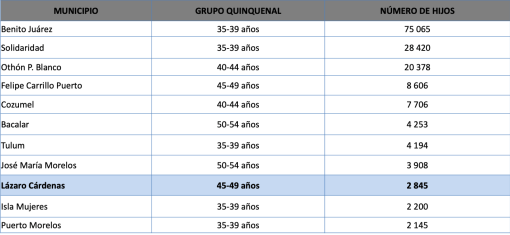 MUNICIPIO GRUPO QUINQUENAL NÚMERO DE HIJOS
Benito Juárez 35-39 años 75 065
Solidaridad 35-39 años 28 420
Othón P. Blanco 40-44 años 20 378
Felipe Carrillo Puerto 45-49 años 8 606
Cozumel 40-44 años 7 706
Bacalar 50-54 años 4 253
Tulum 35-39 años 4 194
José María Morelos 50-54 años 3 908
Lázaro Cárdenas 45-49 años 2 845
Isla Mujeres 35-39 años 2 200
Puerto Morelos 35-39 años 2 145